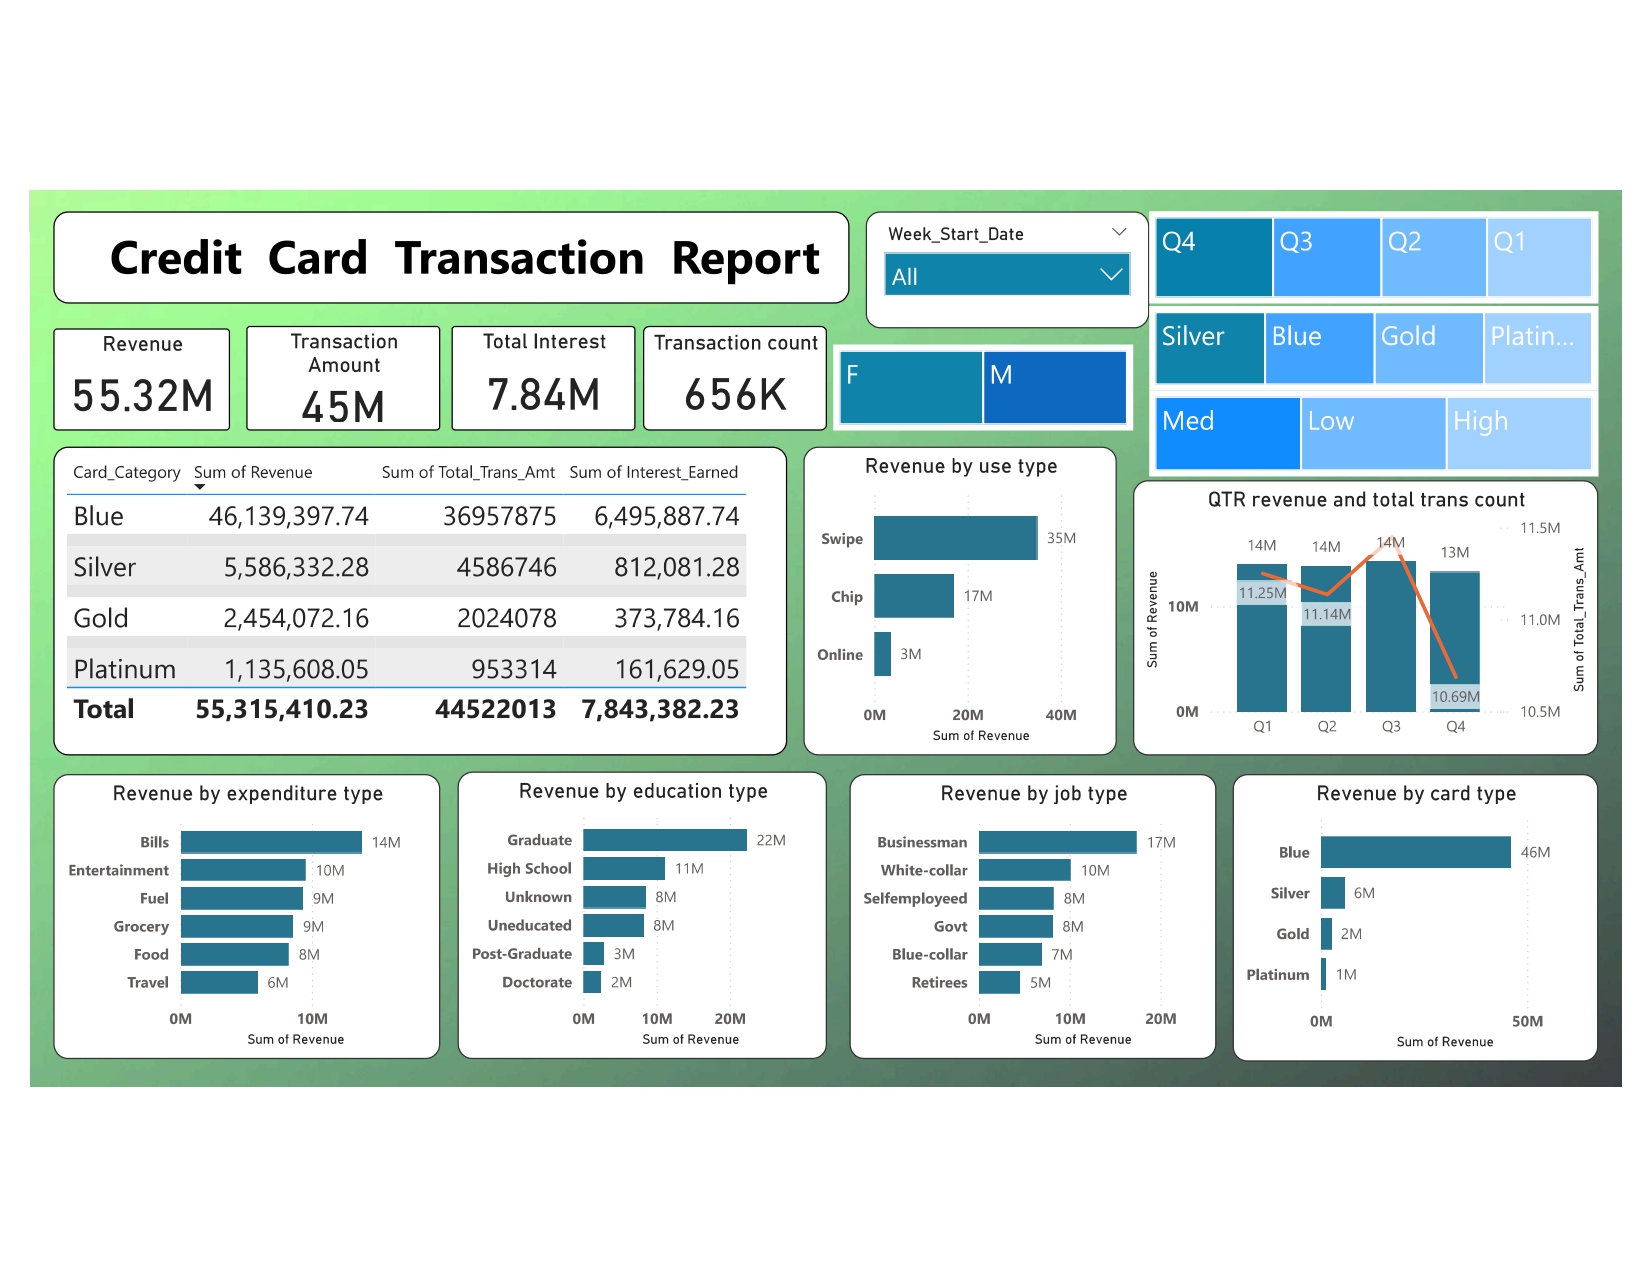 Credit Card Transaction Report
Week_Start_Date
All
Q4 Q3 Q2 Q1
Silver Blue Gold Platin...
Med Low High
F M
Revenue
55.32M
Transaction
Amount
45M
Total Interest
7.84M
Transaction count
656K
Card_Category Sum of Revenue Sum of Total_Trans_Amt Sum of Interest_Earned
Blue 46,139,397.74 36957875 6,495,887.74
Silver 5,586,332.28 4586746 812,081.28
Gold 2,454,072.16 2024078 373,784.16
Platinum 1,135,608.05 953314 161,629.05
Total 55,315,410.23 44522013 7,843,382.23
Revenue by use type
Swipe 35M
Chip 17M
Online 3M
0M 20M 40M
Sum of Revenue
QTR revenue and total trans count
Sum of Revenue
10M
0M
14M 14M 14M 13M
11.25M
11.14M
10.69M
Q1 Q2 Q3 Q4
11.5M
11.0M
10.5M
Sum of Total_Trans_Amt
Revenue by expenditure type
Bills 14M
Entertainment 10M
Fuel 9M
Grocery 9M
Food 8M
Travel 6M
0M 10M
Sum of Revenue
Revenue by education type
Graduate 22M
High School 11M
Unknown 8M
Uneducated 8M
Post-Graduate 3M
Doctorate 2M
0M 10M 20M
Sum of Revenue
Revenue by job type
Businessman 17M
White-collar 10M
Selfemployeed 8M
Govt 8M
Blue-collar 7M
Retirees 5M
0M 10M 20M
Sum of Revenue
Revenue by card type
Blue 46M
Silver 6M
Gold 2M
Platinum 1M
0M 50M
Sum of Revenue